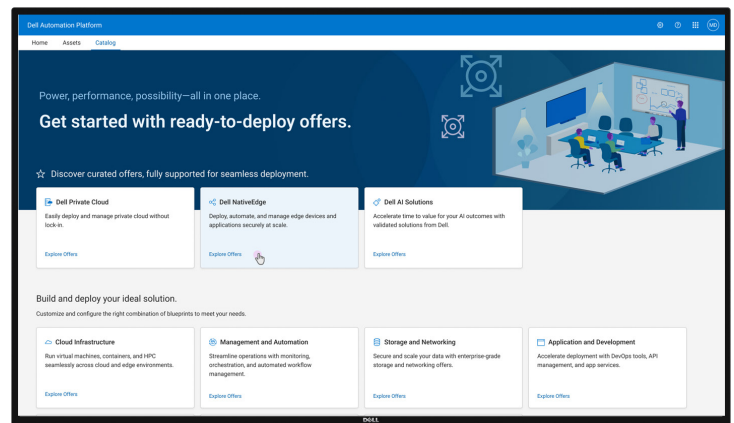 Dell Automation Platform
MD
Home Assets Catalog
Power, performance, possibility—all in one place.
Get started with ready-to-deploy offers.
Discover curated offers, fully supported for seamless deployment.
Dell Private Cloud
Easily deploy and manage private cloud without
lock-in.
Explore Offers
Dell NativeEdge
Deploy, automate, and manage edge devices and
applications securely at scale.
Explore Offers
Dell AI Solutions
Accelerate time to value for your AI outcomes with
validated solutions from Dell.
Explore Offers
Build and deploy your ideal solution.
Customize and configure the right combination of blueprints to meet your needs.
Cloud Infrastructure
Run virtual machines, containers, and HPC
seamlessly across cloud and edge environments.
Explore Offers
Management and Automation
Streamline operations with monitoring,
orchestration, and automated workflow
management.
Explore Offers
Storage and Networking
Secure and scale your data with enterprise-grade
storage and networking offers.
Explore Offers
Application and Development
Accelerate deployment with DevOps tools, API
management, and app services.
Explore Offers
DELL